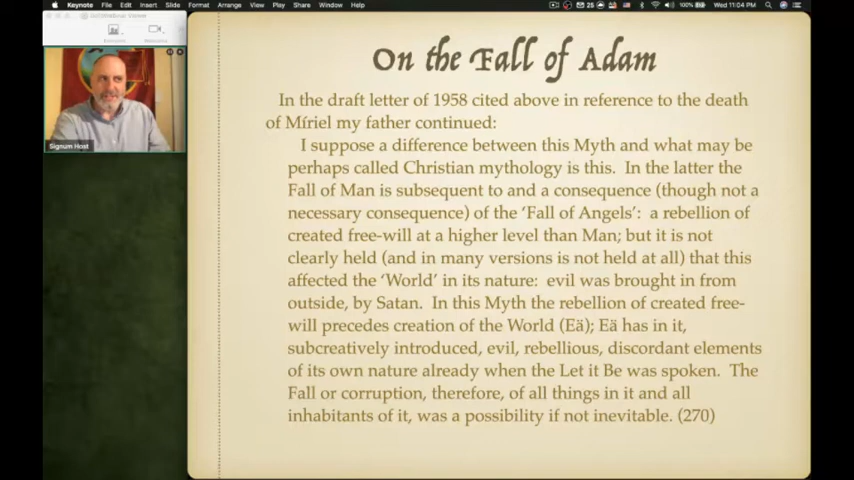 Keynote File Edit Insert Slide Format Arrange View Play Share Window Help
25
100%
Wed 11:04 PM
GoToWebinar Viewer
Signum Host
On the Fall of Adam
In the draft letter of 1958 cited above in reference to the death
of Míriel my father continued:
I suppose a difference between this Myth and what may be
perhaps called Christian mythology is this. In the latter the
Fall of Man is subsequent to and a consequence (though not a
necessary consequence) of the ‘Fall of Angels’: a rebellion of
created free-will at a higher level than Man; but it is not
clearly held (and in many versions is not held at all) that this
affected the ‘World’ in its nature: evil was brought in from
outside, by Satan. In this Myth the rebellion of created free-
will precedes creation of the World (Eä); Eä has in it,
subcreatively introduced, evil, rebellious, discordant elements
of its own nature already when the Let it Be was spoken. The
Fall or corruption, therefore, of all things in it and all
inhabitants of it, was a possibility if not inevitable. (270)